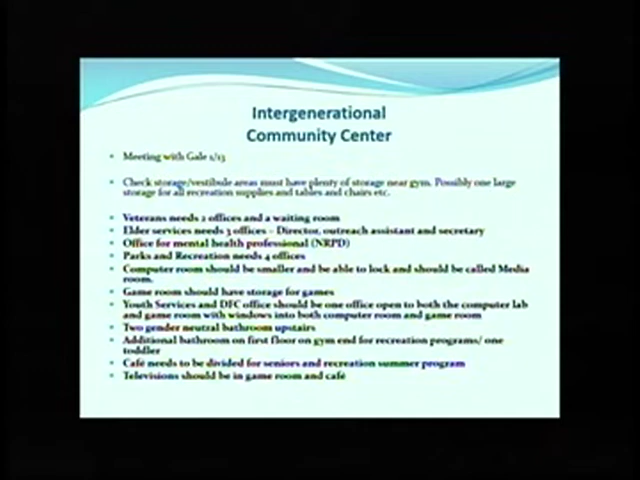 Intergenerational
Community Center
Meeting with Gale 1/13
Check storage/vestibule areas must have plenty of storage near gym. Possibly one large
storage for all recreation supplies and tables and chairs etc.
Veterans needs 2 offices and a waiting room
Elder services needs 3 offices – Director, outreach assistant and secretary
Office for mental health professional (NRPD)
Parks and Recreation needs 4 offices
Computer room should be smaller and be able to lock and should be called Media
room.
Game room should have storage for games
Youth Services and DFC office should be one office open to both the computer lab
and game room with windows into both computer room and game room
Two gender neutral bathroom upstairs
Additional bathroom on first floor on gym end for recreation programs/ one
toddler
Café needs to be divided for seniors and recreation summer program
Televisions should be in game room and café